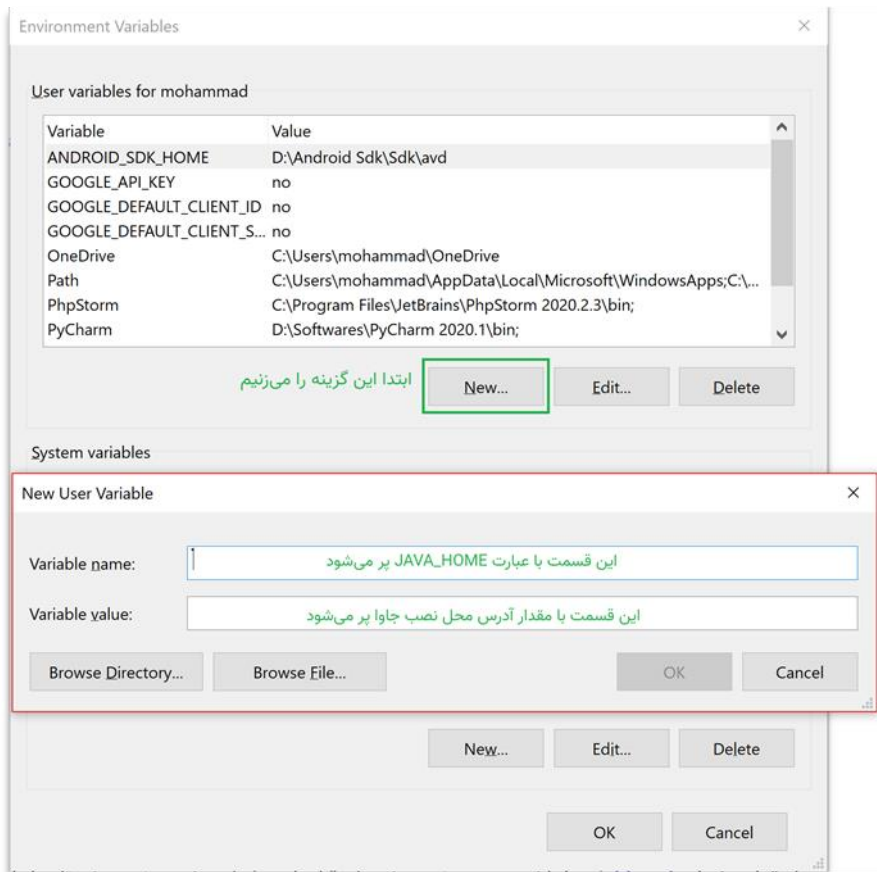 Environment Variables
User variables for mohammad
Variable Value
ANDROID_SDK_HOME D:\Android Sdk\Sdk\avd
GOOGLE_API_KEY no
GOOGLE_DEFAULT_CLIENT_ID no
GOOGLE_DEFAULT_CLIENT_S... no
OneDrive C:\Users\mohammad\OneDrive
Path C:\Users\mohammad\AppData\Local\Microsoft\WindowsApps;C:\...
PhpStorm C:\Program Files\JetBrains\PhpStorm 2020.2.3\bin;
PyCharm D:\Softwares\PyCharm 2020.1\bin;
ابتدا این گزینه را می‌زنیم New... Edit... Delete
System variables
New User Variable
Variable name: این قسمت با عبارت JAVA_HOME پر می‌شود
Variable value: این قسمت با مقدار آدرس محل نصب جاوا پر می‌شود
Browse Directory... Browse File... OK Cancel
New... Edit... Delete
OK Cancel